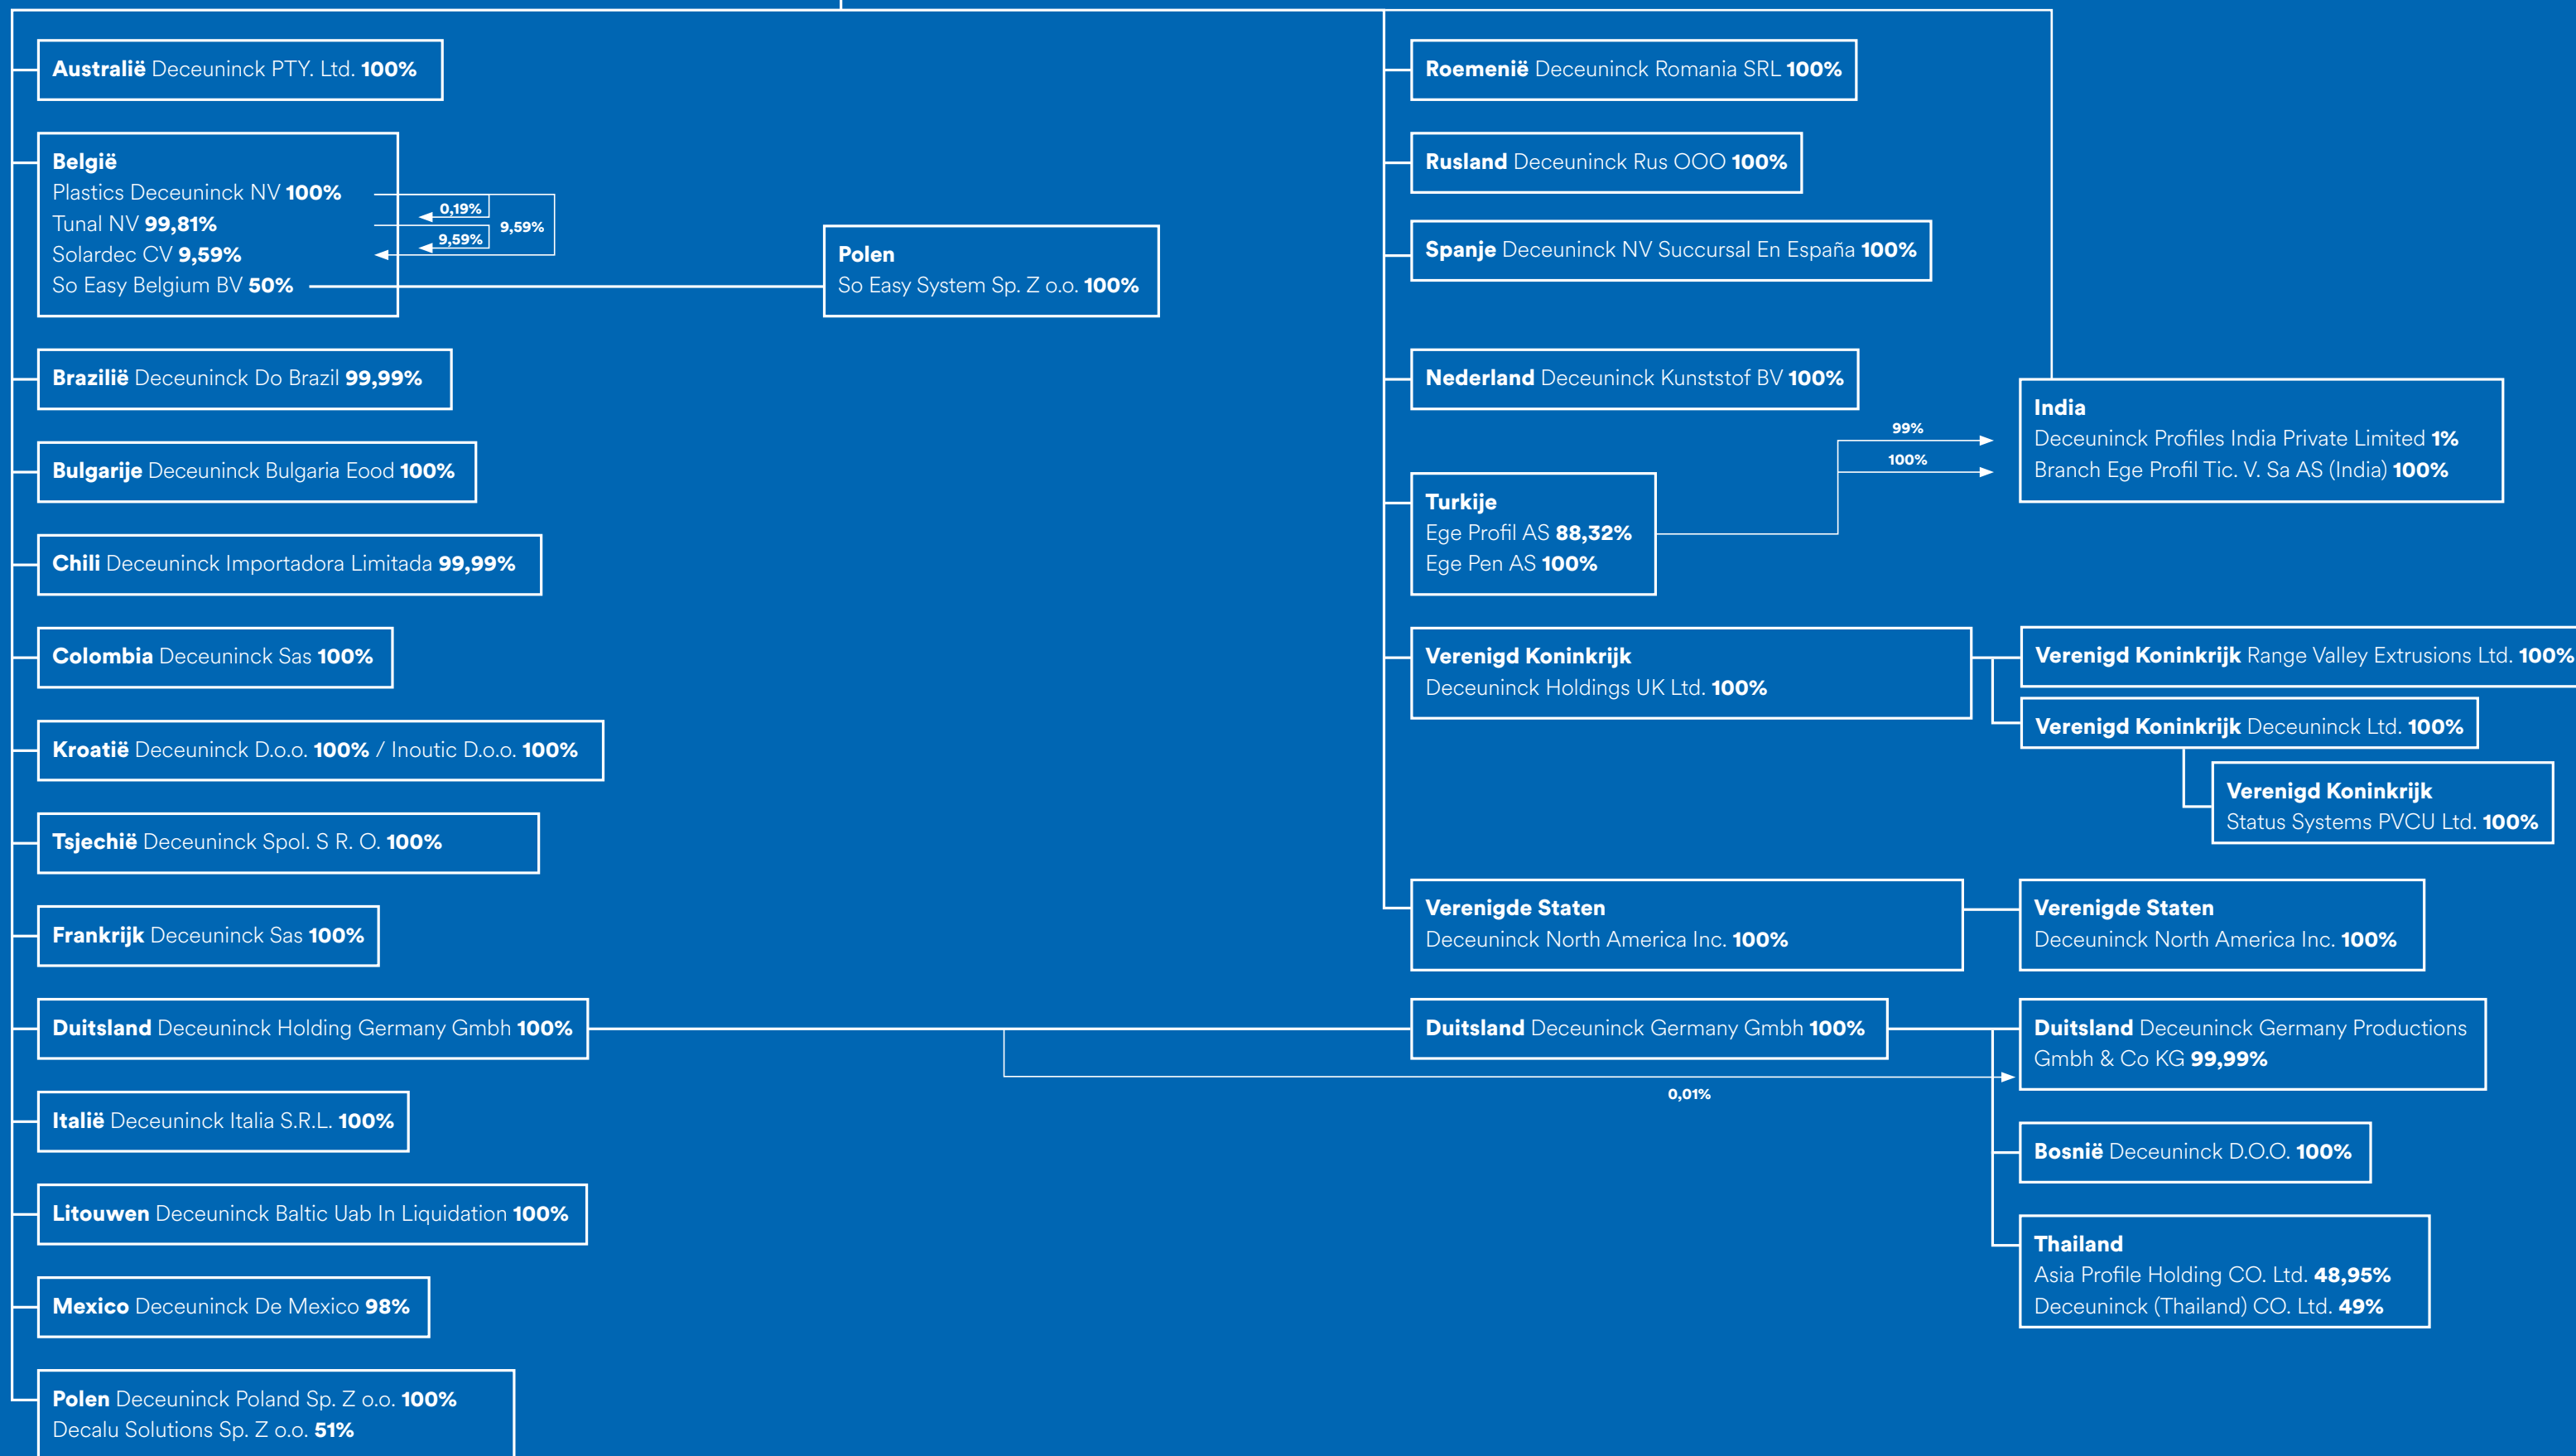 Australië Deceuninck PTY. Ltd. 100%
België
Plastics Deceuninck NV 100%
Tunal NV 99,81%
Solardec CV 9,59%
So Easy Belgium BV 50%
0,19%
9,59%
9,59%
Polen
So Easy System Sp. Z o.o. 100%
Brazilië Deceuninck Do Brazil 99,99%
Bulgarije Deceuninck Bulgaria Eood 100%
Chili Deceuninck Importadora Limitada 99,99%
Colombia Deceuninck Sas 100%
Kroatië Deceuninck D.o.o. 100% / Inoutic D.o.o. 100%
Tsjechië Deceuninck Spol. S R. O. 100%
Frankrijk Deceuninck Sas 100%
Duitsland Deceuninck Holding Germany Gmbh 100%
Italië Deceuninck Italia S.R.L. 100%
Litouwen Deceuninck Baltic Uab In Liquidation 100%
Mexico Deceuninck De Mexico 98%
Polen Deceuninck Poland Sp. Z o.o. 100%
Decalu Solutions Sp. Z o.o. 51%
Roemenië Deceuninck Romania SRL 100%
Rusland Deceuninck Rus OOO 100%
Spanje Deceuninck NV Succursal En España 100%
Nederland Deceuninck Kunststof BV 100%
Turkije
Ege Profil AS 88,32%
Ege Pen AS 100%
99%
100%
India
Deceuninck Profiles India Private Limited 1%
Branch Ege Profil Tic. V. Sa AS (India) 100%
Verenigd Koninkrijk
Deceuninck Holdings UK Ltd. 100%
Verenigd Koninkrijk Range Valley Extrusions Ltd. 100%
Verenigd Koninkrijk Deceuninck Ltd. 100%
Verenigd Koninkrijk
Status Systems PVCU Ltd. 100%
Verenigde Staten
Deceuninck North America Inc. 100%
Verenigde Staten
Deceuninck North America Inc. 100%
Duitsland Deceuninck Germany Gmbh 100%
0,01%
Duitsland Deceuninck Germany Productions
Gmbh & Co KG 99,99%
Bosnië Deceuninck D.O.O. 100%
Thailand
Asia Profile Holding CO. Ltd. 48,95%
Deceuninck (Thailand) CO. Ltd. 49%